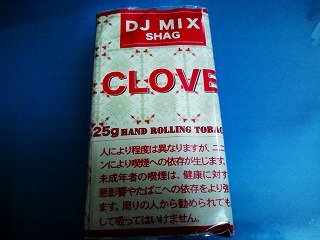 DJ MIX
SHAG
CLOVE
25g HAND ROLLING TOBAC
人により程度は異なりますが、ニコ
ンにより喫煙への依存が生じます。
未成年者の喫煙は、健康に対す
悪影響やたばこへの依存をより強
ます。周りの人から勧められても
して吸ってはいけません。